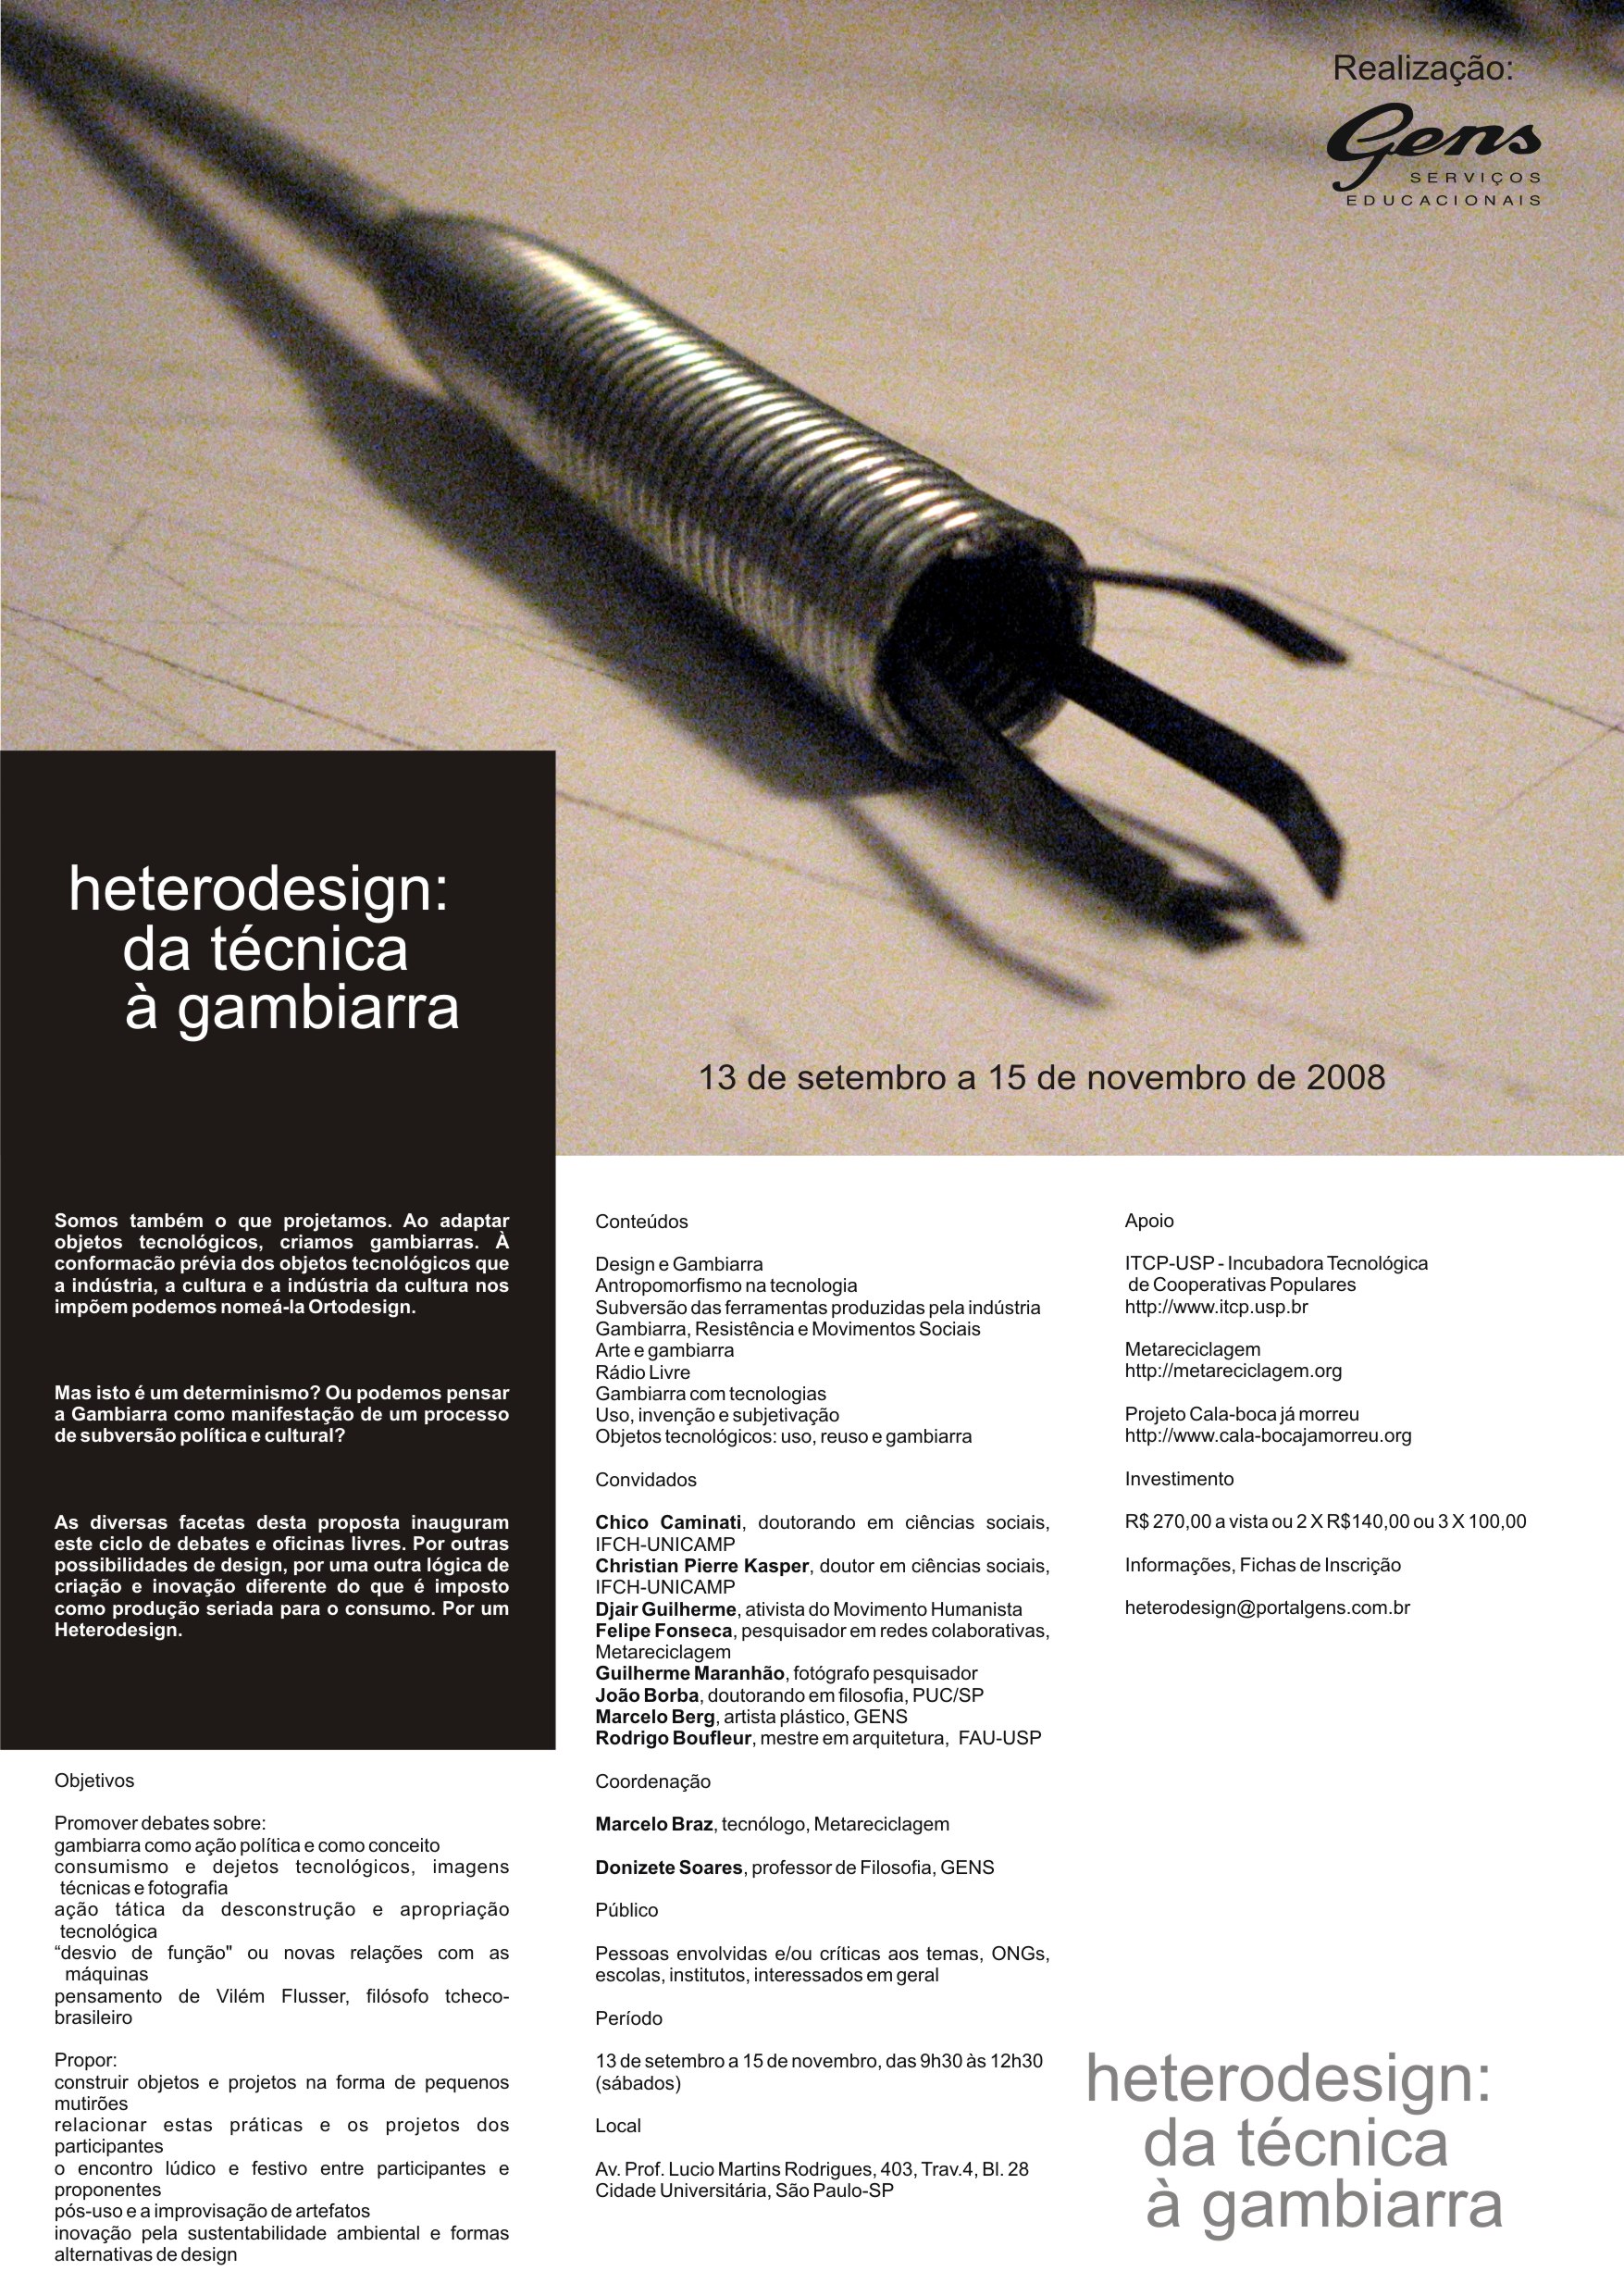 Realização:
Gens
SERVIÇOS
EDUCACIONAIS
heterodesign:
da técnica
à gambiarra
13 de setembro a 15 de novembro de 2008
Somos também o que projetamos. Ao adaptar
objetos tecnológicos, criamos gambiarras. À
conformacão prévia dos objetos tecnológicos que
a indústria, a cultura e a indústria da cultura nos
impõem podemos nomeá-la Ortodesign.
Mas isto é um determinismo? Ou podemos pensar
a Gambiarra como manifestação de um processo
de subversão política e cultural?
As diversas facetas desta proposta inauguram
este ciclo de debates e oficinas livres. Por outras
possibilidades de design, por uma outra lógica de
criação e inovação diferente do que é imposto
como produção seriada para o consumo. Por um
Heterodesign.
Objetivos
Promover debates sobre:
gambiarra como ação política e como conceito
consumismo e dejetos tecnológicos, imagens
técnicas e fotografia
ação tática da desconstrução e apropriação
tecnológica
“desvio de função" ou novas relações com as
máquinas
pensamento de Vilém Flusser, filósofo tcheco-
brasileiro
Propor:
construir objetos e projetos na forma de pequenos
mutirões
relacionar estas práticas e os projetos dos
participantes
o encontro lúdico e festivo entre participantes e
proponentes
pós-uso e a improvisação de artefatos
inovação pela sustentabilidade ambiental e formas
alternativas de design
Conteúdos
Design e Gambiarra
Antropomorfismo na tecnologia
Subversão das ferramentas produzidas pela indústria
Gambiarra, Resistência e Movimentos Sociais
Arte e gambiarra
Rádio Livre
Gambiarra com tecnologias
Uso, invenção e subjetivação
Objetos tecnológicos: uso, reuso e gambiarra
Convidados
Chico Caminati, doutorando em ciências sociais,
IFCH-UNICAMP
Christian Pierre Kasper, doutor em ciências sociais,
IFCH-UNICAMP
Djair Guilherme, ativista do Movimento Humanista
Felipe Fonseca, pesquisador em redes colaborativas,
Metareciclagem
Guilherme Maranhão, fotógrafo pesquisador
João Borba, doutorando em filosofia, PUC/SP
Marcelo Berg, artista plástico, GENS
Rodrigo Boufleur, mestre em arquitetura, FAU-USP
Coordenação
Marcelo Braz, tecnólogo, Metareciclagem
Donizete Soares, professor de Filosofia, GENS
Público
Pessoas envolvidas e/ou críticas aos temas, ONGs,
escolas, institutos, interessados em geral
Período
13 de setembro a 15 de novembro, das 9h30 às 12h30
(sábados)
Local
Av. Prof. Lucio Martins Rodrigues, 403, Trav.4, Bl. 28
Cidade Universitária, São Paulo-SP
Apoio
ITCP-USP - Incubadora Tecnológica
de Cooperativas Populares
http://www.itcp.usp.br
Metareciclagem
http://metareciclagem.org
Projeto Cala-boca já morreu
http://www.cala-bocajamorreu.org
Investimento
R$ 270,00 a vista ou 2 X R$140,00 ou 3 X 100,00
Informações, Fichas de Inscrição
heterodesign@portalgens.com.br
heterodesign:
da técnica
à gambiarra